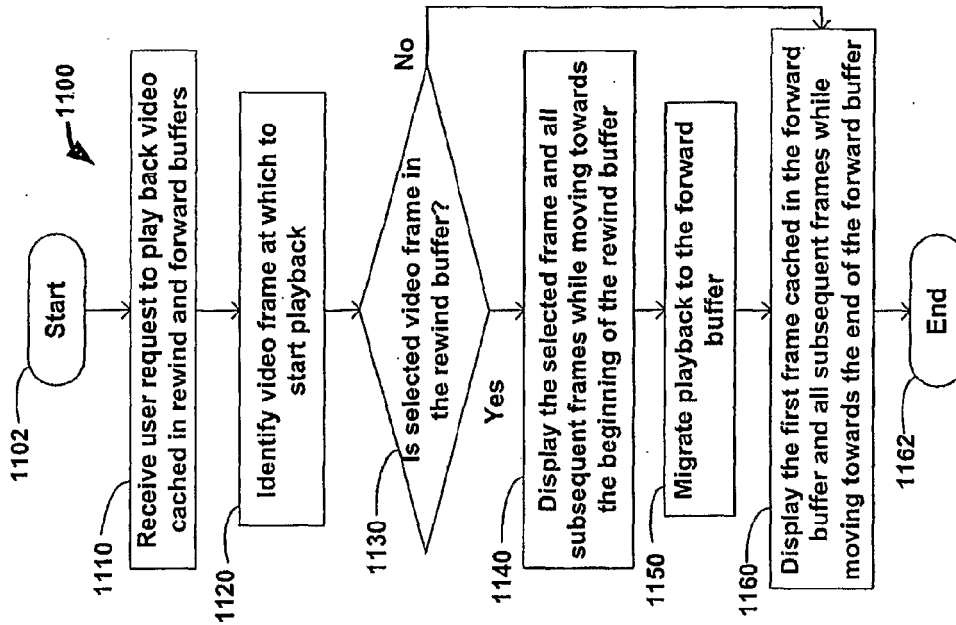 1100
Start
1102
Receive user request to play back video
cached in rewind and forward buffers
1110
Identify video frame at which to
start playback
1120
Is selected video frame in
the rewind buffer?
1130
No
Yes
Display the selected frame and all
subsequent frames while moving towards
the beginning of the rewind buffer
1140
Migrate playback to the forward
buffer
1150
Display the first frame cached in the forward
buffer and all subsequent frames while
moving towards the end of the forward buffer
1160
End
1162